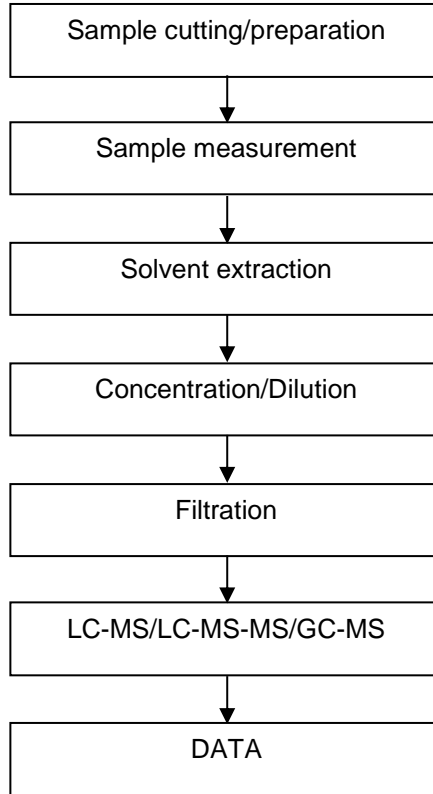 Sample cutting/preparation
Sample measurement
Solvent extraction
Concentration/Dilution
Filtration
LC-MS/LC-MS-MS/GC-MS
DATA